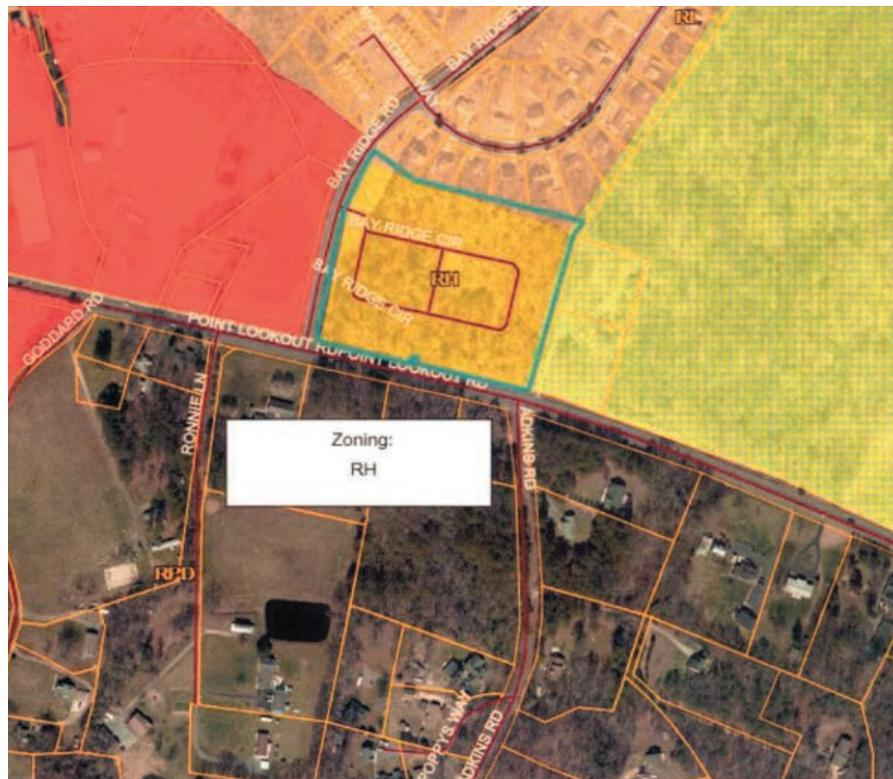 RL
BAY RIDGE RD
BAY RIDGE RD
BAY RIDGE CIR
RH
BAY RIDGE CIR
POINT LOOKOUT RD
POINT LOOKOUT RD
GODDARD RD
RONNIE LN
Zoning:
RH
ADKINS RD
RPD
POPPYS WAY
ADKINS RD